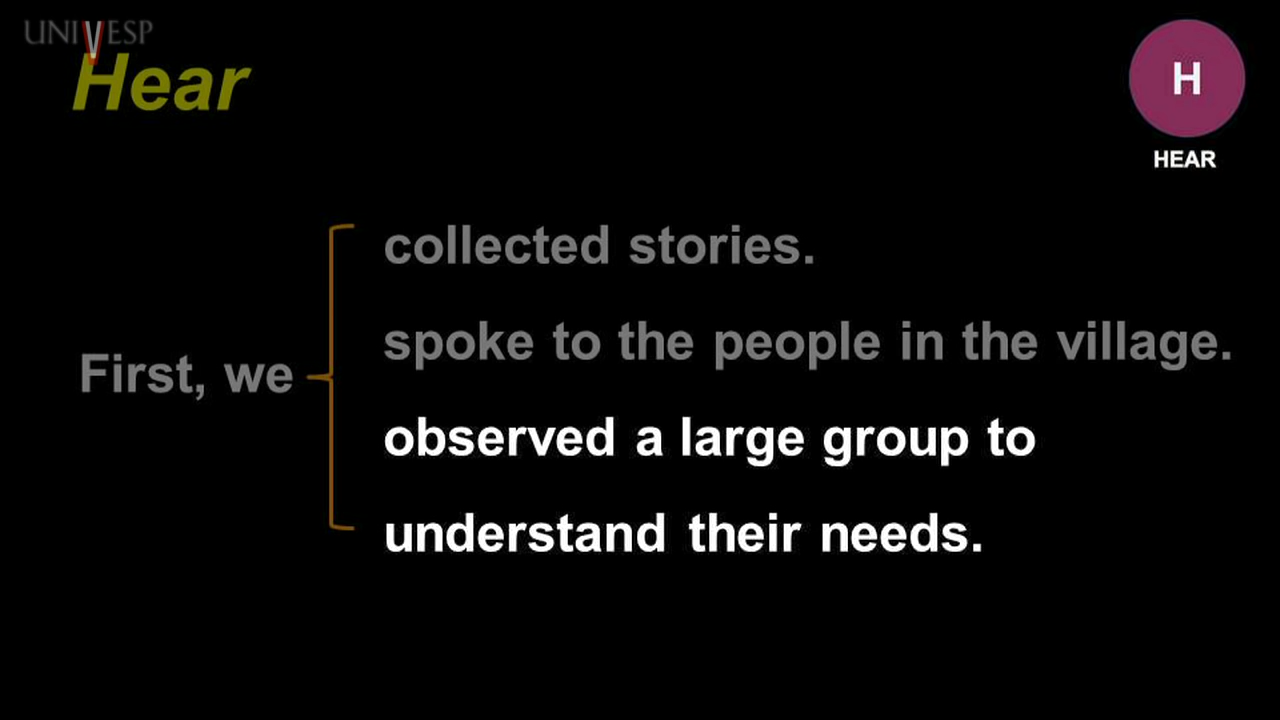 UNIVESP
Hear
H
HEAR
First, we
collected stories.
spoke to the people in the village.
observed a large group to
understand their needs.